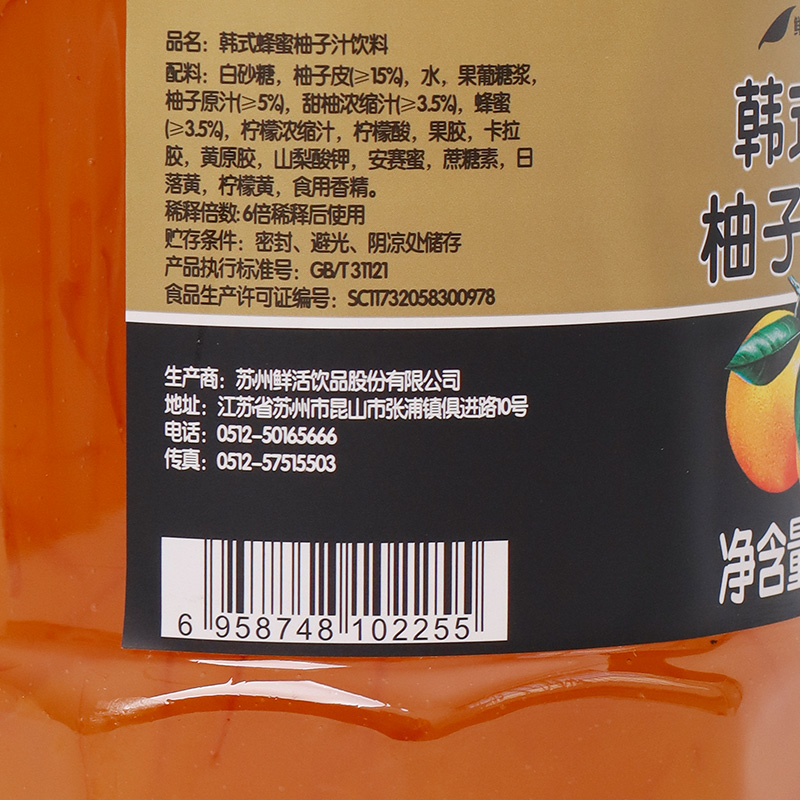 品名：韩式蜂蜜柚子汁饮料
配料：白砂糖，柚子皮(≥15%)，水，果葡糖浆，
柚子原汁(≥5%)，甜柚浓缩汁(≥3.5%)，蜂蜜
(≥3.5%)，柠檬浓缩汁，柠檬酸，果胶，卡拉
胶，黄原胶，山梨酸钾，安赛蜜，蔗糖素，日
落黄，柠檬黄，食用香精。
稀释倍数:6倍稀释后使用
贮存条件：密封、避光、阴凉处储存
产品执行标准号：GB/T 31121
食品生产许可证编号：SC11732058300978
生产商：苏州鲜活饮品股份有限公司
地址：江苏省苏州市昆山市张浦镇俱进路10号
电话：0512-50165666
传真：0512-57515503
6 958748 102255
韩式
柚子
净含量